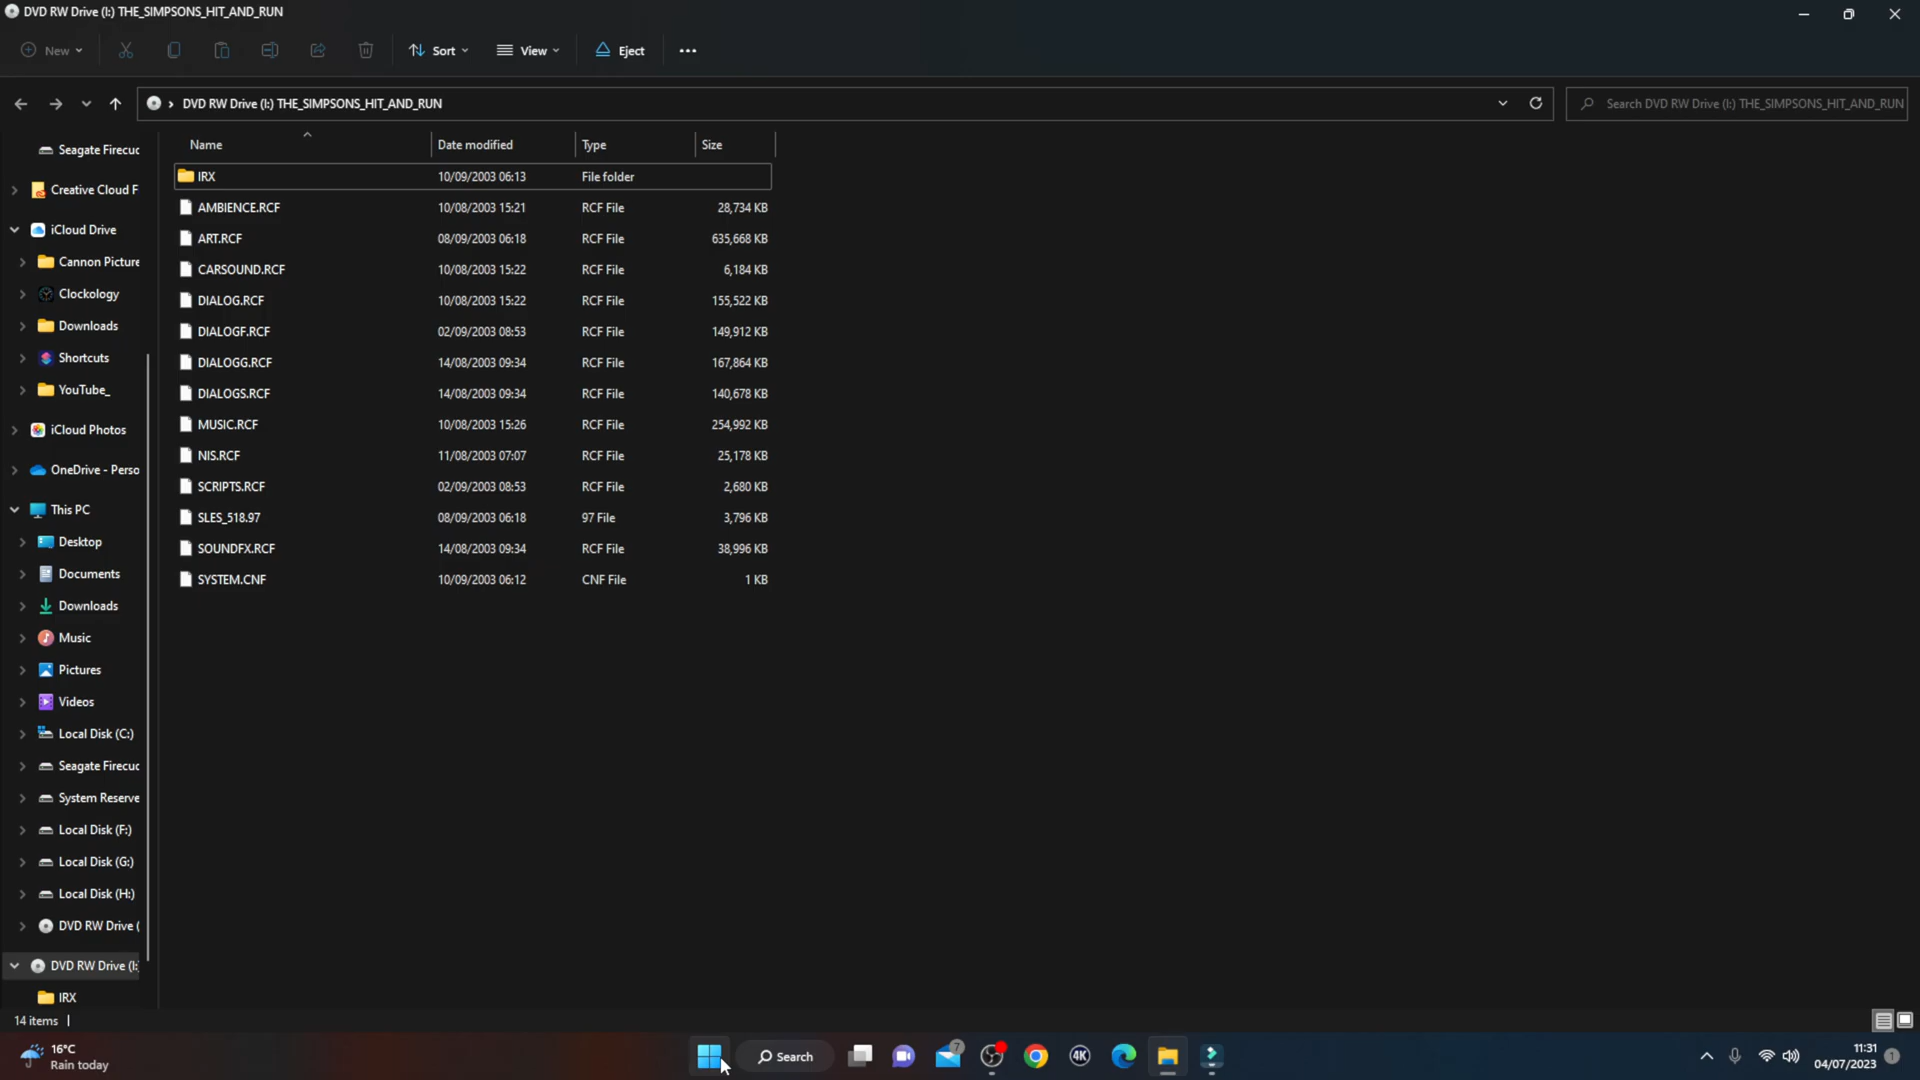 DVD RW Drive (I:) THE_SIMPSONS_HIT_AND_RUN
New
Sort
View
Eject
DVD RW Drive (I:) THE_SIMPSONS_HIT_AND_RUN
Search DVD RW Drive (I:) THE_SIMPSONS_HIT_AND_RUN
Name Date modified Type Size
IRX 10/09/2003 06:13 File folder
AMBIENCE.RCF 10/08/2003 15:21 RCF File 28,734 KB
ART.RCF 08/09/2003 06:18 RCF File 635,668 KB
CARSOUND.RCF 10/08/2003 15:22 RCF File 6,184 KB
DIALOG.RCF 10/08/2003 15:22 RCF File 155,522 KB
DIALOGF.RCF 02/09/2003 08:53 RCF File 149,912 KB
DIALOGG.RCF 14/08/2003 09:34 RCF File 167,864 KB
DIALOGS.RCF 14/08/2003 09:34 RCF File 140,678 KB
MUSIC.RCF 10/08/2003 15:26 RCF File 254,992 KB
NIS.RCF 11/08/2003 07:07 RCF File 25,178 KB
SCRIPTS.RCF 02/09/2003 08:53 RCF File 2,680 KB
SLES_518.97 08/09/2003 06:18 97 File 3,796 KB
SOUNDFX.RCF 14/08/2003 09:34 RCF File 38,996 KB
SYSTEM.CNF 10/09/2003 06:12 CNF File 1 KB
Seagate Firecuc
Creative Cloud F
iCloud Drive
Cannon Picture
Clockology
Downloads
Shortcuts
YouTube_
iCloud Photos
OneDrive - Perso
This PC
Desktop
Documents
Downloads
Music
Pictures
Videos
Local Disk (C:)
Seagate Firecuc
System Reserve
Local Disk (F:)
Local Disk (G:)
Local Disk (H:)
DVD RW Drive (
DVD RW Drive (I:
IRX
14 items
16°C
Rain today
Search
7
4K
11:31
04/07/2023
1